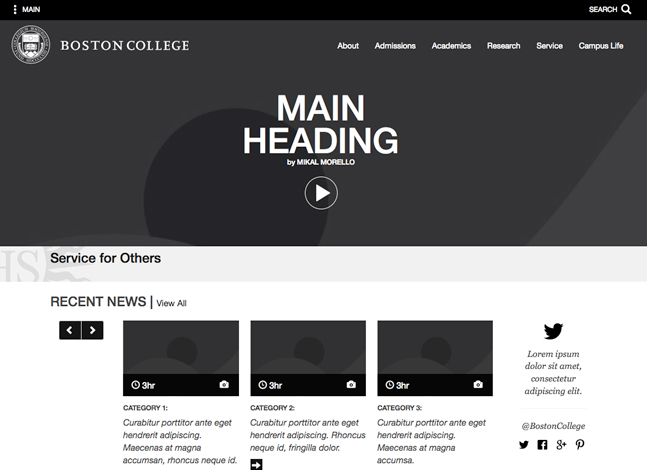 MAIN
SEARCH
BOSTON COLLEGE
About Admissions Academics Research Service Campus Life
MAIN
HEADING
by MIKAL MORELLO
HS
Service for Others
RECENT NEWS | View All
3hr
3hr
3hr
CATEGORY 1:
Curabitur porttitor ante eget
hendrerit adipiscing.
Maecenas at magna
accumsan, rhoncus neque id.
CATEGORY 2:
Curabitur porttitor ante eget
hendrerit adipiscing. Rhoncus
neque id, fringilla dolor.
CATEGORY 3:
Curabitur porttitor ante eget
hendrerit adipiscing.
Maecenas at magna
accumsa.
Lorem ipsum
dolor sit amet,
consectetur
adipiscing elit.
@BostonCollege